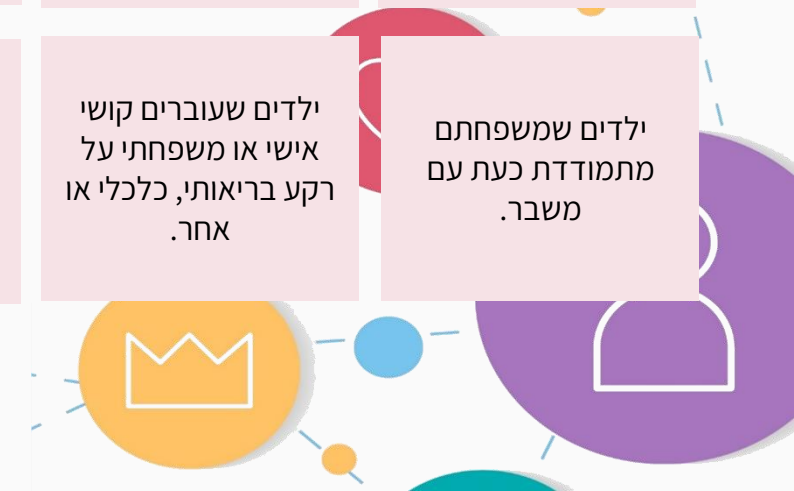 ילדים שמשפחתם
מתמודדת כעת עם
משבר.
ילדים שעוברים קושי
אישי או משפחתי על
רקע בריאותי, כלכלי או
אחר.